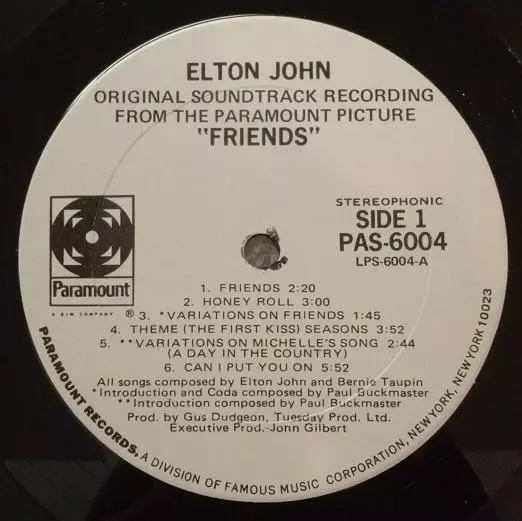 ELTON JOHN
ORIGINAL SOUNDTRACK RECORDING
FROM THE PARAMOUNT PICTURE
"FRIENDS"
STEREOPHONIC
SIDE 1
PAS-6004
LPS-6004-A
Paramount
A G+W COMPANY ®
1. FRIENDS 2:20
2. HONEY ROLL 3:00
3. *VARIATIONS ON FRIENDS 1:45
4. THEME (THE FIRST KISS) SEASONS 3:52
5. **VARIATIONS ON MICHELLE'S SONG 2:44
(A DAY IN THE COUNTRY)
6. CAN I PUT YOU ON 5:52
All songs composed by Elton John and Bernie Taupin
*Introduction and Coda composed by Paul Buckmaster
**Introduction composed by Paul Buckmaster
Prod. by Gus Dudgeon, Tuesday Prod. Ltd.
Executive Prod.-John Gilbert
PARAMOUNT RECORDS, A DIVISION OF FAMOUS MUSIC CORPORATION, NEW YORK, NEW YORK 10023